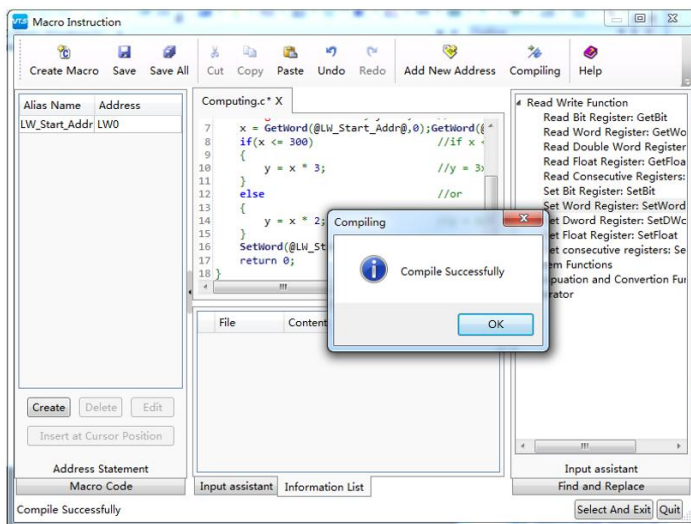 VTS Macro Instruction
Create Macro Save Save All Cut Copy Paste Undo Redo Add New Address Compiling Help
Alias Name Address
LW_Start_Addr LW0
Computing.c* X
7 x = GetWord(@LW_Start_Addr@,0);GetWord(@
8 if(x <= 300) //if x <
9 {
10 y = x * 3; //y = 3
11 }
12 else //or
13 {
14 y = x * 2;
15 }
16 SetWord(@LW_St
17 return 0;
18 }
Read Write Function
Read Bit Register: GetBit
Read Word Register: GetWo
Read Double Word Register
Read Float Register: GetFloa
Read Consecutive Registers:
Set Bit Register: SetBit
Set Word Register: SetWord
et Dword Register: SetDWo
et Float Register: SetFloat
et consecutive registers: Se
em Functions
puation and Convertion Fur
rator
Compiling
Compile Successfully
OK
File Content
Create Delete Edit
Insert at Cursor Position
Address Statement
Macro Code
Input assistant Information List
Input assistant
Find and Replace
Compile Successfully
Select And Exit Quit